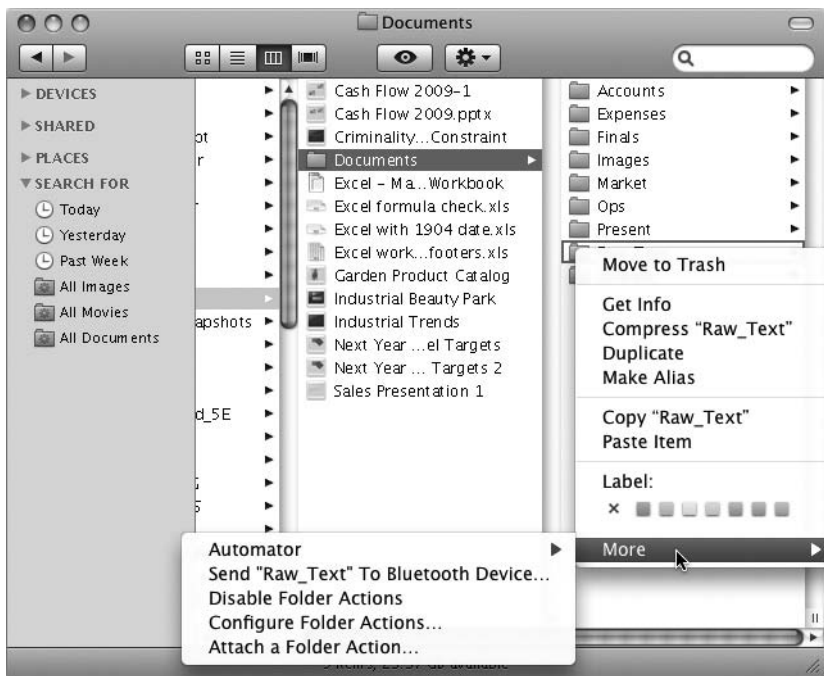 Documents
DEVICES
SHARED
PLACES
SEARCH FOR
Today
Yesterday
Past Week
All Images
All Movies
All Documents
pt
r
apshots
d_5E
Cash Flow 2009-1
Cash Flow 2009.pptx
Criminality...Constraint
Documents
Excel – Ma...Workbook
Excel formula check.xls
Excel with 1904 date.xls
Excel work...footers.xls
Garden Product Catalog
Industrial Beauty Park
Industrial Trends
Next Year ...el Targets
Next Year ... Targets 2
Sales Presentation 1
Accounts
Expenses
Finals
Images
Market
Ops
Present
Move to Trash
Get Info
Compress “Raw_Text”
Duplicate
Make Alias
Copy “Raw_Text”
Paste Item
Label:
More
Automator
Send "Raw_Text" To Bluetooth Device...
Disable Folder Actions
Configure Folder Actions...
Attach a Folder Action...